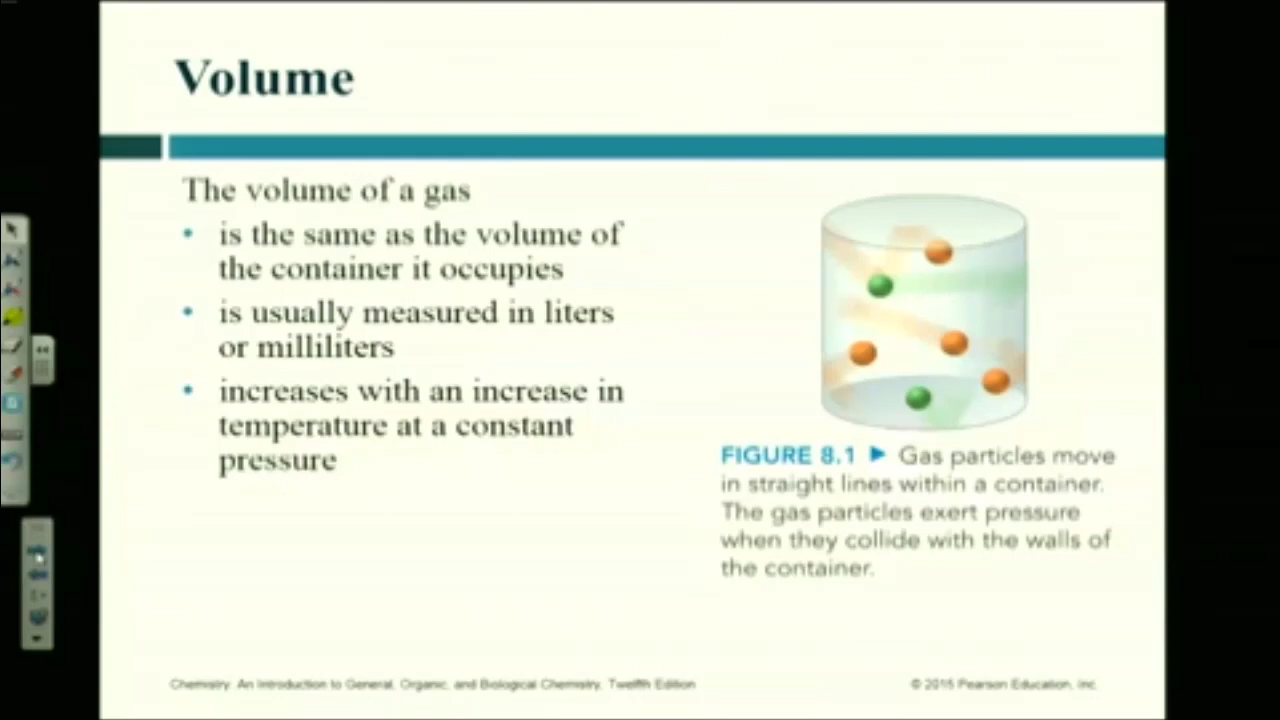 Volume
The volume of a gas
• is the same as the volume of
the container it occupies
• is usually measured in liters
or milliliters
• increases with an increase in
temperature at a constant
pressure
FIGURE 8.1 ► Gas particles move
in straight lines within a container.
The gas particles exert pressure
when they collide with the walls of
the container.
Chemistry: An Introduction to General, Organic, and Biological Chemistry, Twelfth Edition
© 2015 Pearson Education, Inc.